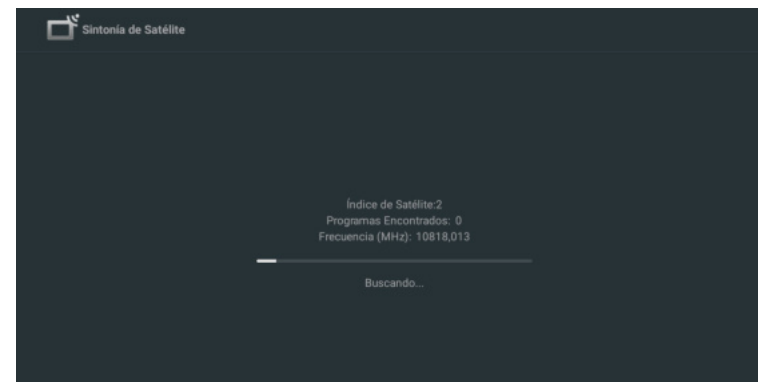 Sintonía de Satélite
Índice de Satélite:2
Programas Encontrados: 0
Frecuencia (MHz): 10818,013
Buscando...